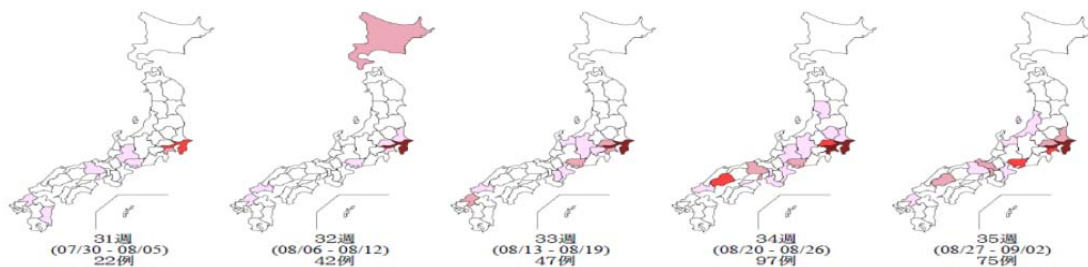 31週
(07/30 - 08/05)
22例
32週
(08/06 - 08/12)
42例
33週
(08/13 - 08/19)
47例
34週
(08/20 - 08/26)
97例
35週
(08/27 - 09/02)
75例